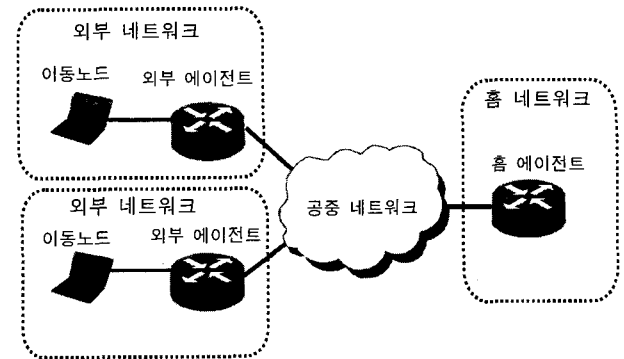 외부 네트워크
이동노드
외부 에이전트
외부 네트워크
이동노드
외부 에이전트
공중 네트워크
홈 네트워크
홈 에이전트